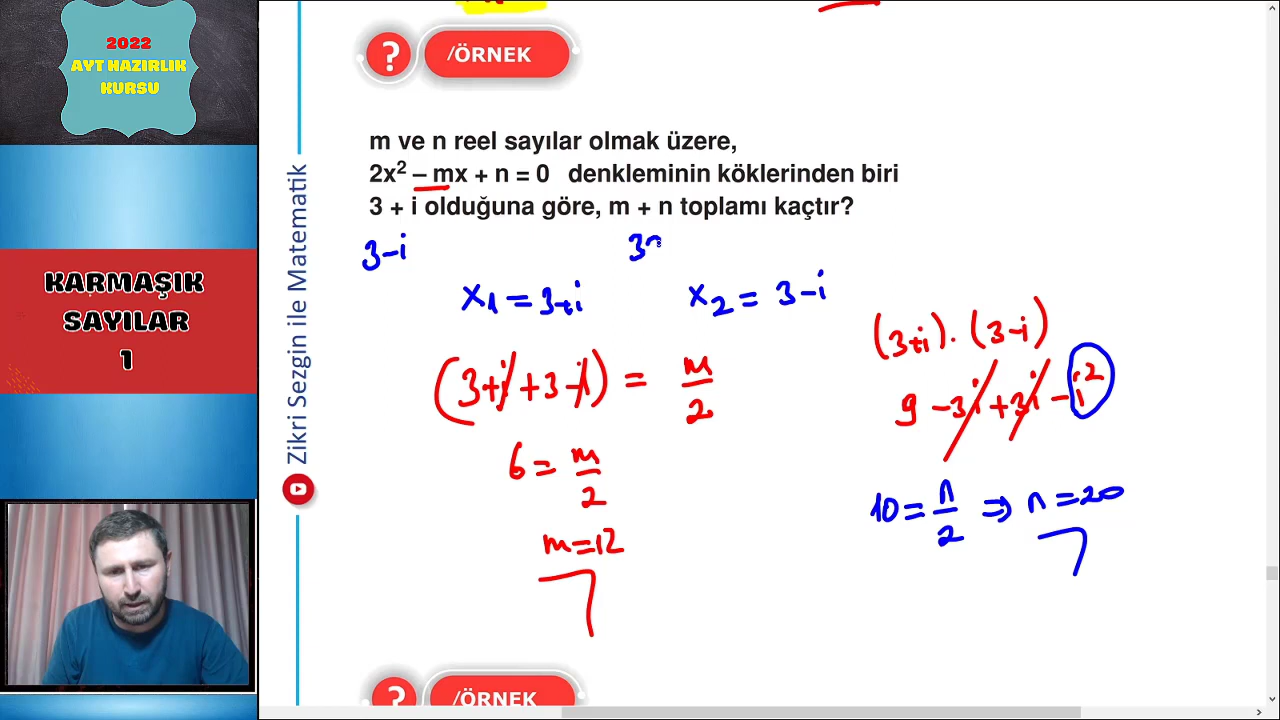 2022
AYT HAZIRLIK
KURSU
KARMAŞIK
SAYILAR
1
Zikri Sezgin ile Matematik
? /ÖRNEK
m ve n reel sayılar olmak üzere,
2x² – mx + n = 0 denkleminin köklerinden biri
3 + i olduğuna göre, m + n toplamı kaçtır?
3-i
x₁ = 3+i x₂ = 3-i
(3+i+3-i) = m/2
6 = m/2
m=12
(3+i).(3-i)
9 -3i +3i - i²
10 = n/2 ⇒ n = 20
? /ÖRNEK